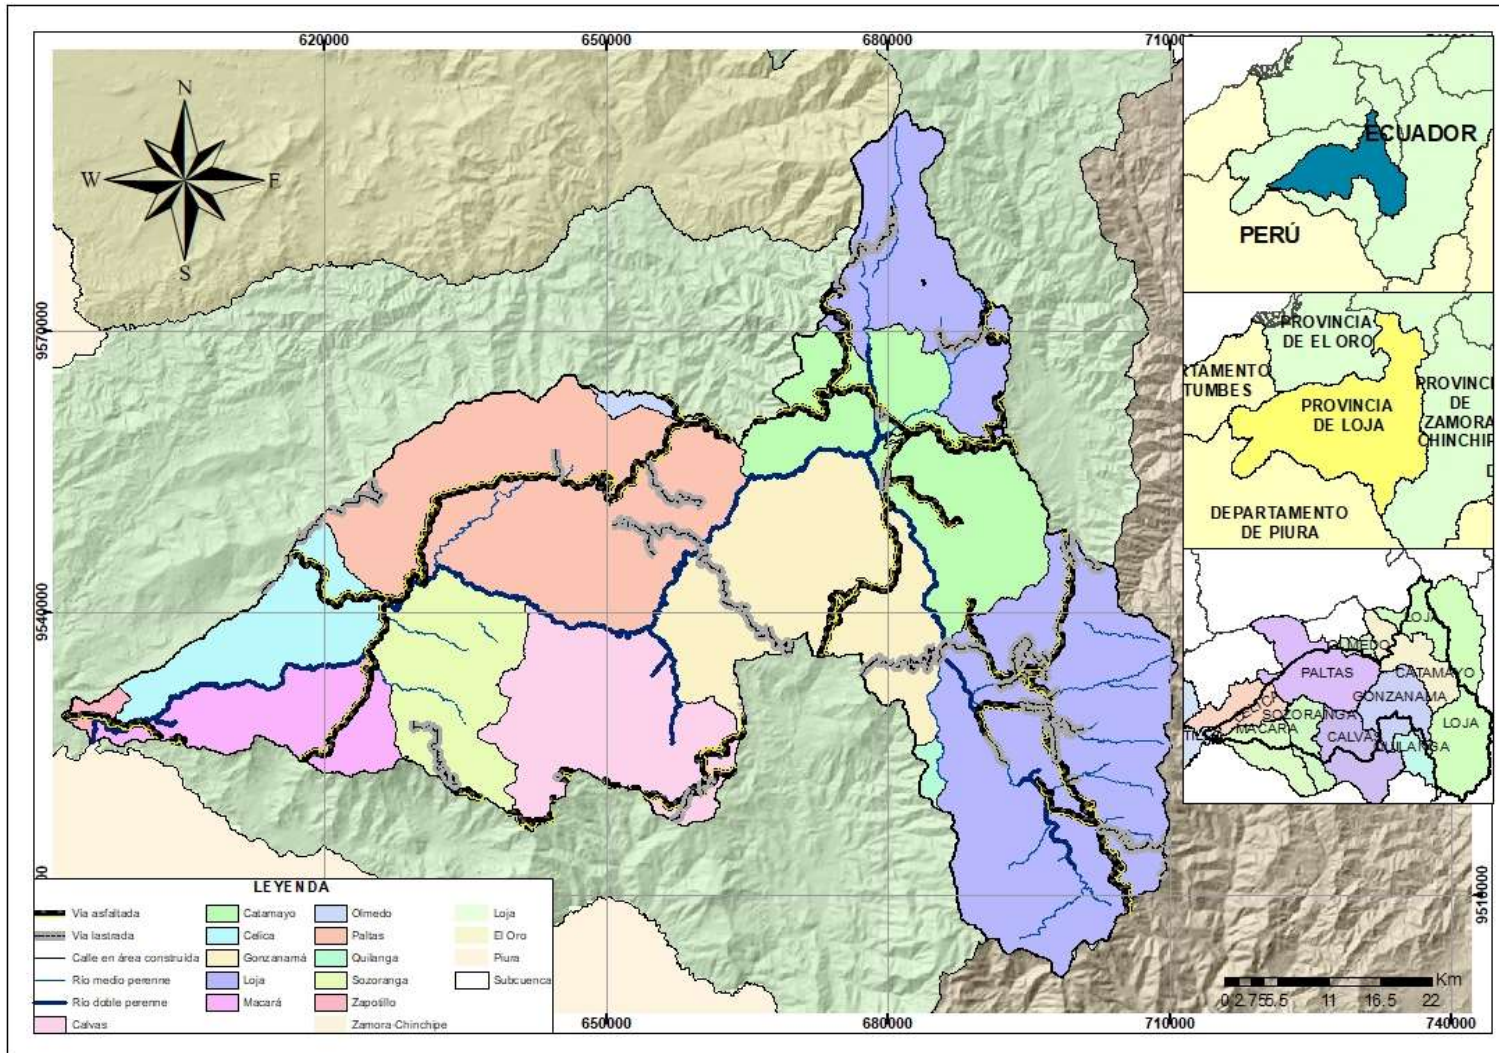 620000 650000 680000 710000
N
W E
S
9570000
9540000
9510000
ECUADOR
PERÚ
PROVINCIA
DE EL ORO
RTAMENTO
TUMBES
PROVINCIA
DE LOJA
PROVINCI
DE
ZAMORA
CHINCHIP
DEPARTAMENTO
DE PIURA
LOJA
OLMEDO
PALTAS
CATAMAYO
GONZANAMA
CELICA
SOZORANGA
MACARA
CALVAS
QUILANGA
LOJA
LEYENDA
Vía asfaltada
Vía lastrada
Calle en área construida
Río medio perenne
Río doble perenne
Calvas
Catamayo
Celica
Gonzanamá
Loja
Macará
Olmedo
Paltas
Quilanga
Sozoranga
Zapotillo
Zamora-Chinchipe
Loja
El Oro
Piura
Subcuenca
Km
0 2.75 5.5 11 16.5 22
650000 680000 710000 740000